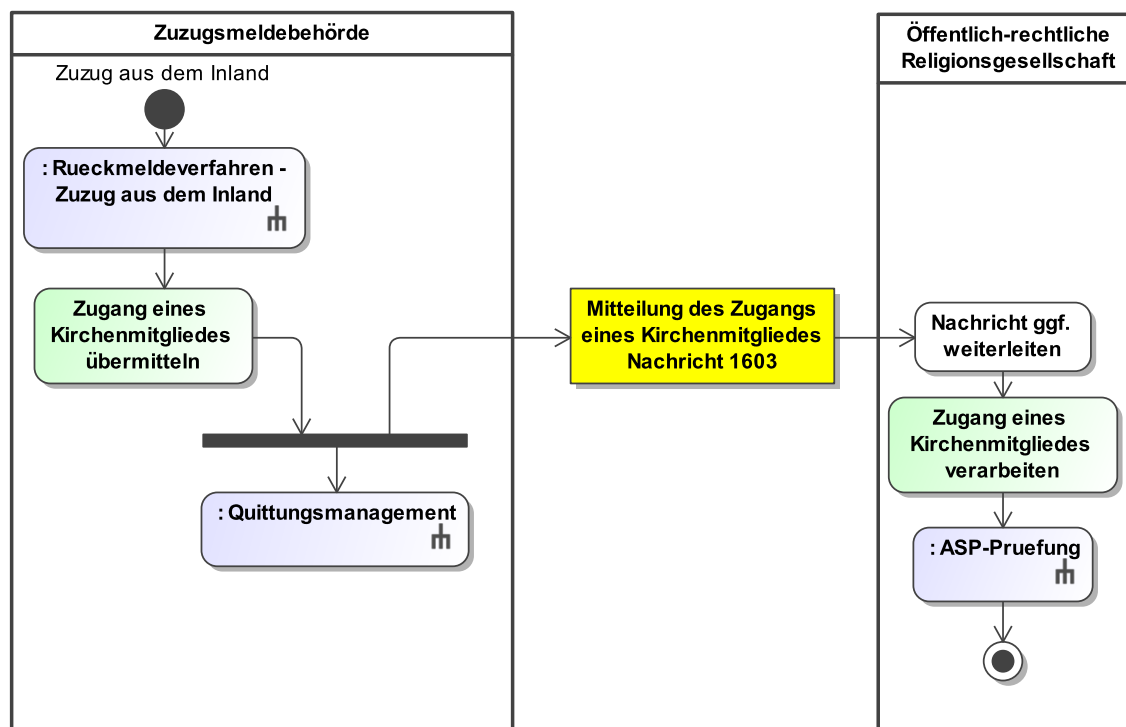 Zuzugsmeldebehörde
Zuzug aus dem Inland
: Rueckmeldeverfahren -
Zuzug aus dem Inland
Zugang eines
Kirchenmitgliedes
übermitteln
: Quittungsmanagement
Mitteilung des Zugangs
eines Kirchenmitgliedes
Nachricht 1603
Öffentlich-rechtliche
Religionsgesellschaft
Nachricht ggf.
weiterleiten
Zugang eines
Kirchenmitgliedes
verarbeiten
: ASP-Pruefung